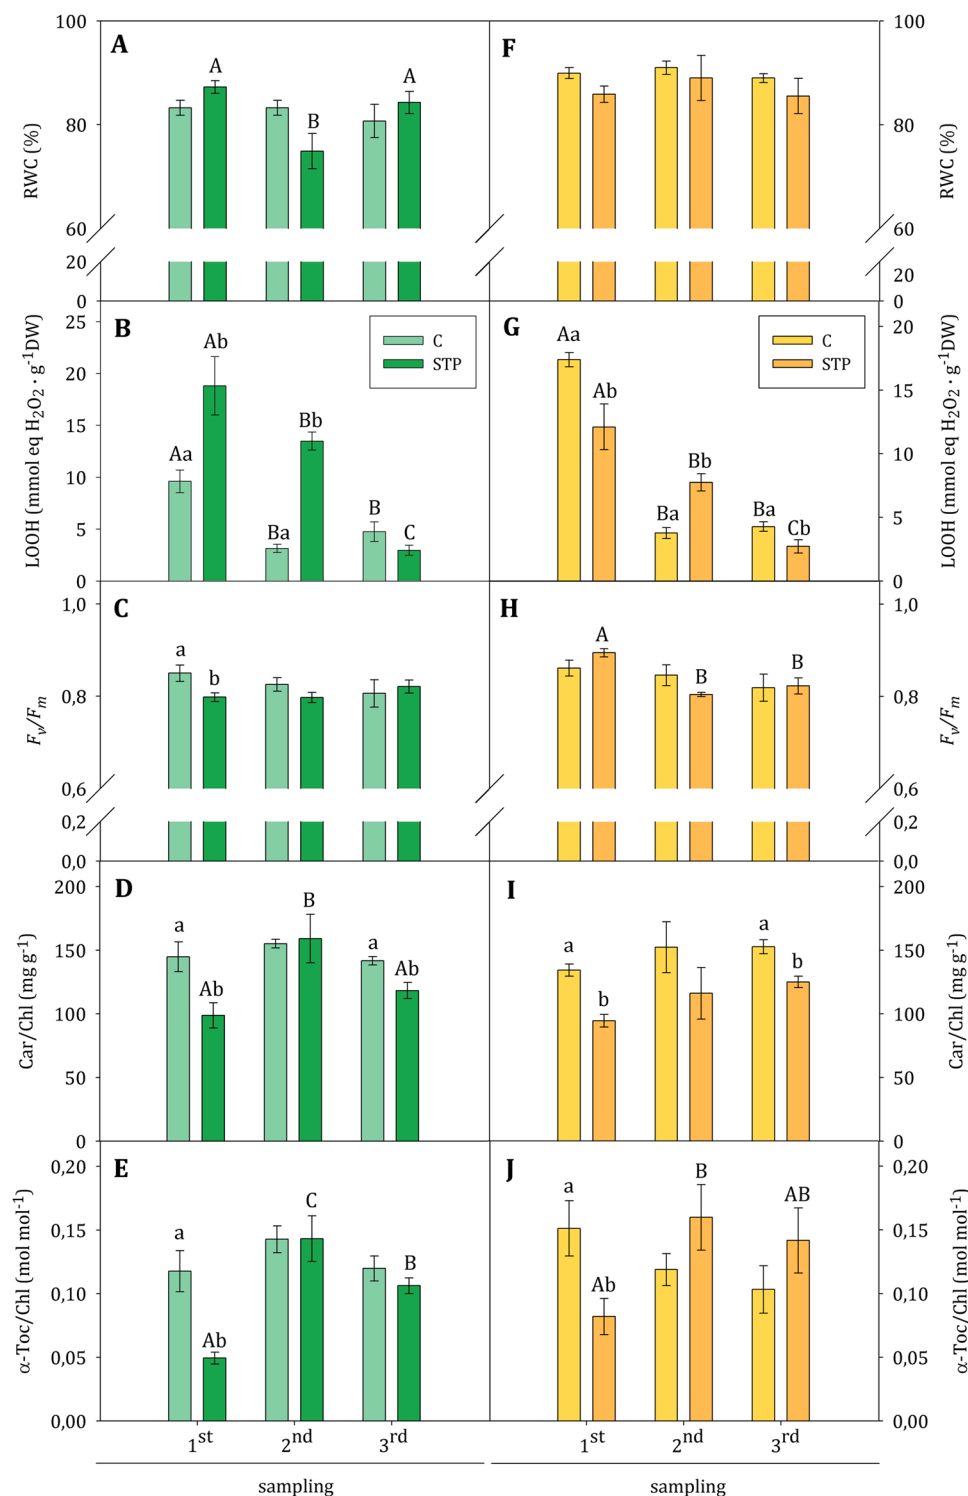 100
A
F
100
A
A
B
80
80
RWC (%)
RWC (%)
60
60
20
20
0
0
25
B
C
STP
G
Aa
C
STP
20
Ab
20
Ab
15
15
Bb
Bb
Aa
10
10
B
Ba
C
5
Ba
Ba
Cb
5
0
0
LOOH (mmol eq H₂O₂ · g⁻¹DW)
LOOH (mmol eq H₂O₂ · g⁻¹DW)
1,0
C
H
1,0
a
b
A
B
B
0,8
0,8
Fv/Fm
Fv/Fm
0,6
0,6
0,2
0,2
0,0
0,0
200
D
I
200
a
Ab
B
a
Ab
a
b
a
b
150
150
100
100
50
50
0
0
Car/Chl (mg g⁻¹)
Car/Chl (mg g⁻¹)
0,20
E
J
0,20
a
Ab
C
B
a
Ab
B
AB
0,15
0,15
0,10
0,10
0,05
0,05
0,00
0,00
α-Toc/Chl (mol mol⁻¹)
α-Toc/Chl (mol mol⁻¹)
1st 2nd 3rd
1st 2nd 3rd
sampling
sampling